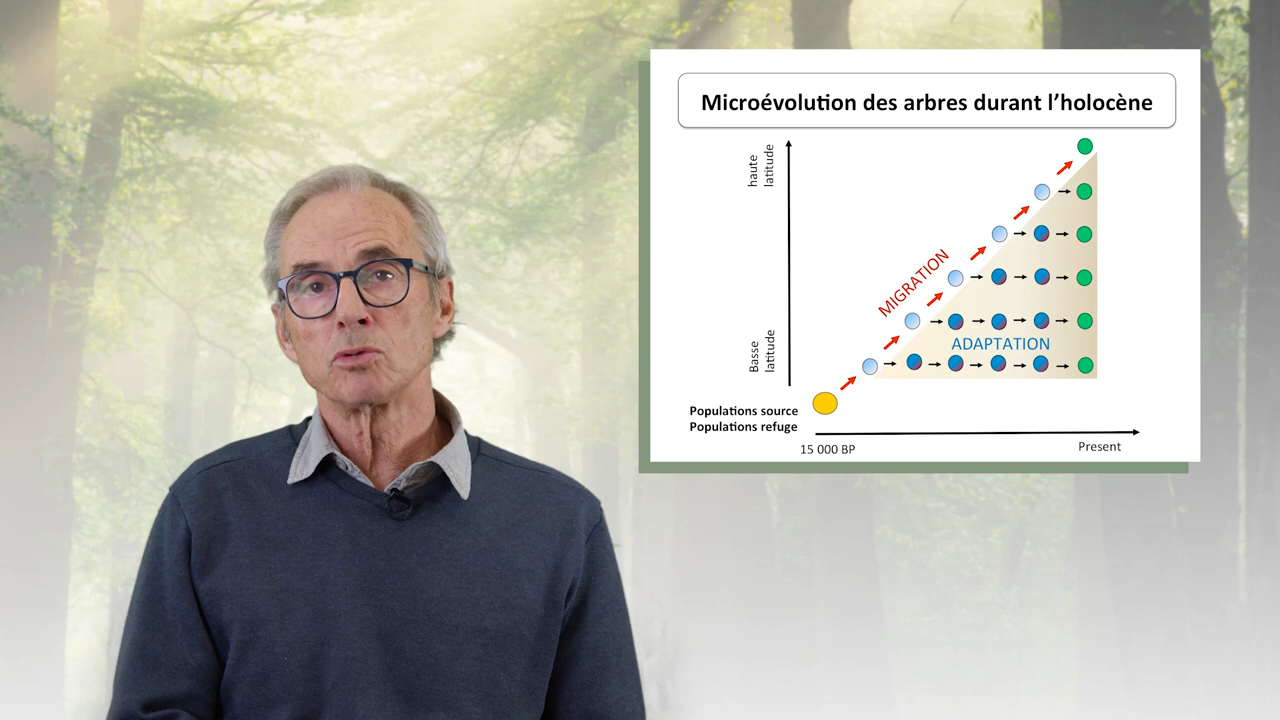 Microévolution des arbres durant l’holocène
haute
latitude
MIGRATION
Basse
latitude
ADAPTATION
Populations source
Populations refuge
15 000 BP
Present